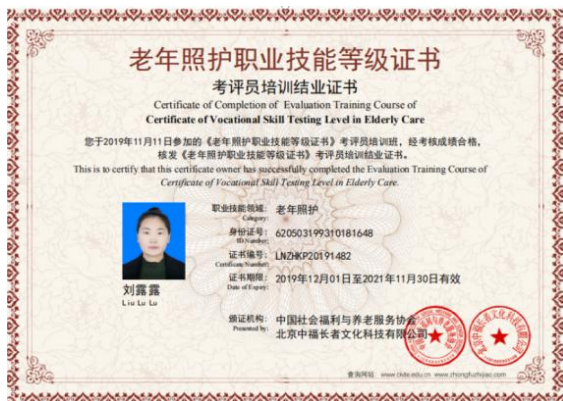 老年照护职业技能等级证书
考评员培训结业证书
Certificate of Completion of Evaluation Training Course of
Certificate of Vocational Skill Testing Level in Elderly Care
您于2019年11月11日参加的《老年照护职业技能等级证书》考评员培训班，经考核成绩合格，
核发《老年照护职业技能等级证书》考评员培训结业证书。
This is to certify that this certificate owner has successfully completed the Evaluation Training Course of
Certificate of Vocational Skill Testing Level in Elderly Care.
职业技能领域： 老年照护
Category:
身份证号： 620503199310181648
ID Number:
证书编号： LNZHKP20191482
Certificate Number:
证书期限： 2019年12月01日至2021年11月30日有效
Date of Expiry:
刘露露
Liu Lu Lu
颁证机构： 中国社会福利与养老服务协会
Presented by: 北京中福长者文化科技有限公司
查询网站